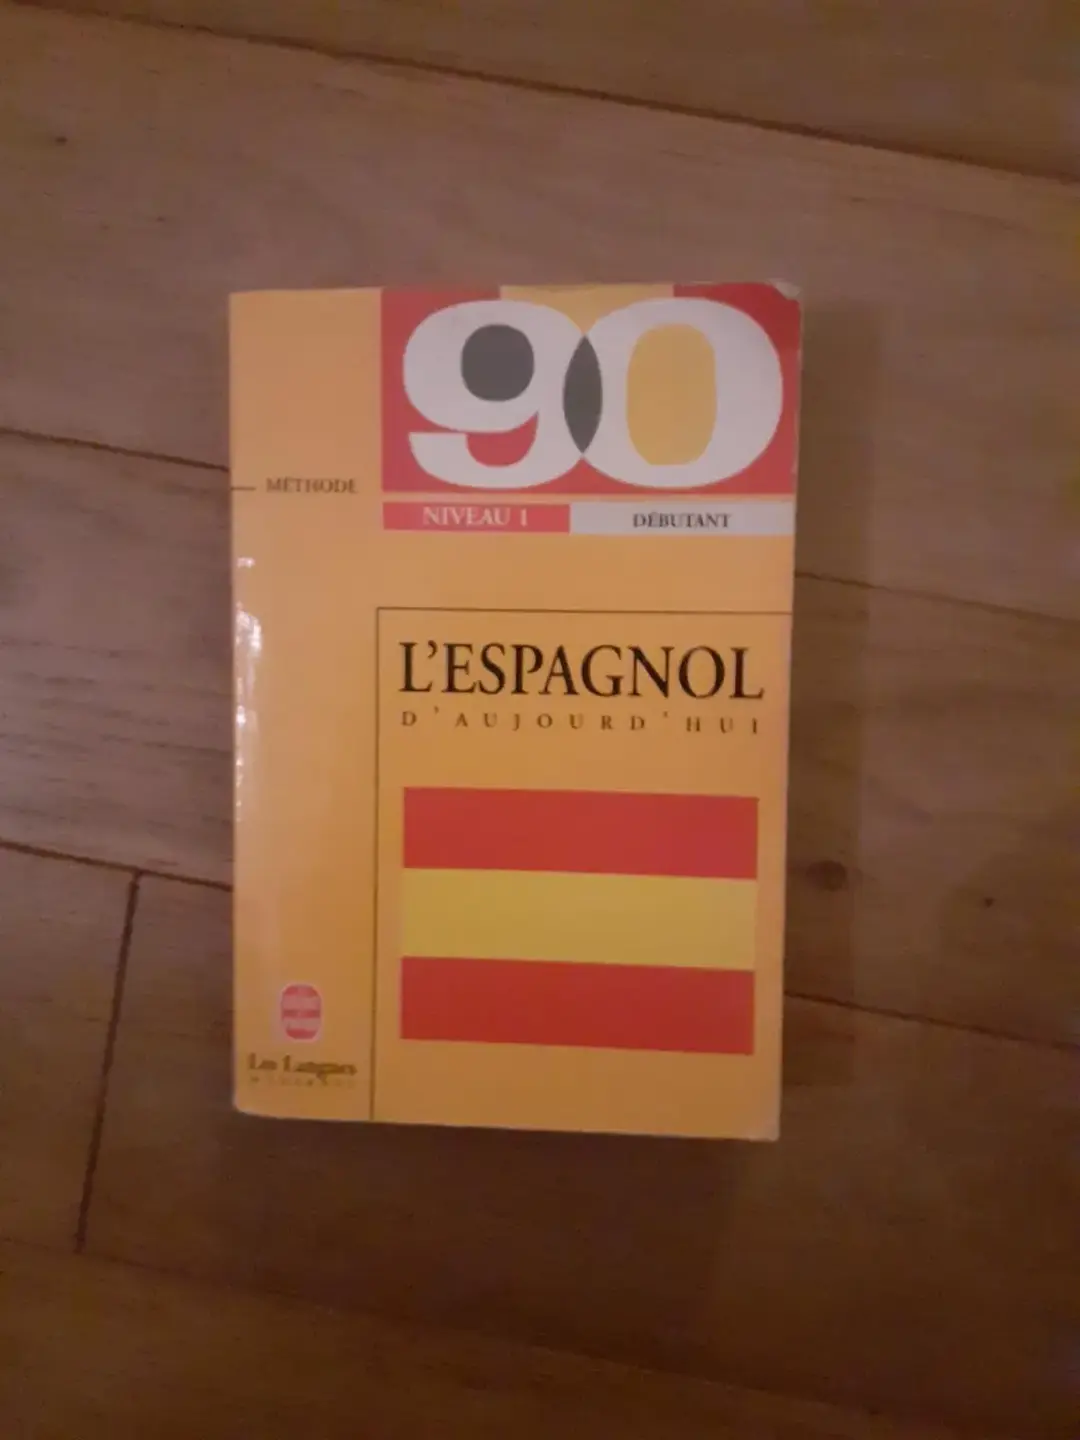 90
MÉTHODE
NIVEAU 1 DÉBUTANT
L'ESPAGNOL
D'AUJOURD'HUI
Les Langues